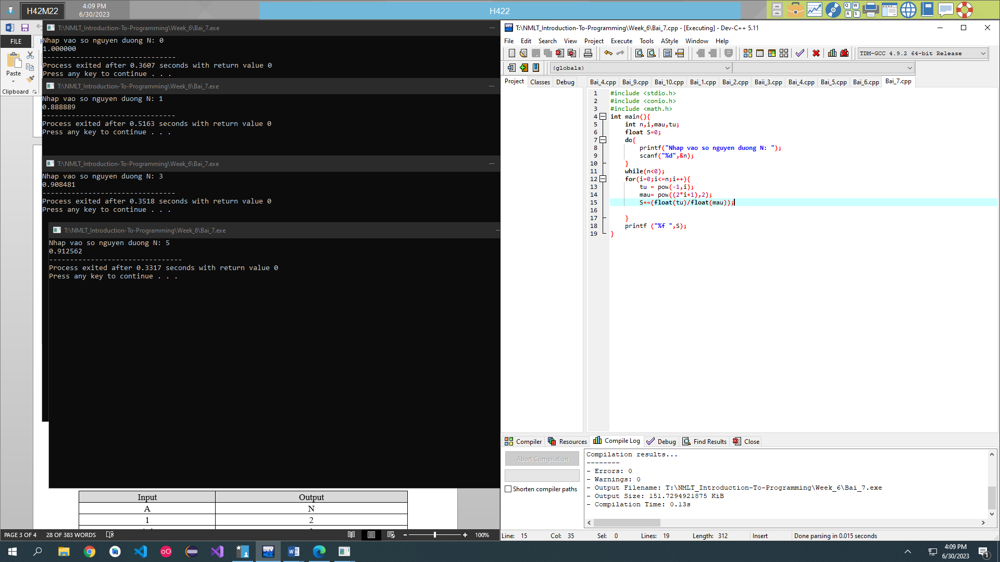 H42M22
4:09 PM
6/30/2023
H422
FILE
Paste
Clipboard
T:\NMLT_Introduction-To-Programming\Week_6\Bai_7.exe
Nhap vao so nguyen duong N: 0
1.000000
--------------------------------
Process exited after 0.3607 seconds with return value 0
Press any key to continue . . .
T:\NMLT_Introduction-To-Programming\Week_6\Bai_7.exe
Nhap vao so nguyen duong N: 1
0.888889
--------------------------------
Process exited after 0.5163 seconds with return value 0
Press any key to continue . . .
T:\NMLT_Introduction-To-Programming\Week_6\Bai_7.exe
Nhap vao so nguyen duong N: 3
0.908481
--------------------------------
Process exited after 0.3518 seconds with return value 0
Press any key to continue . . .
T:\NMLT_Introduction-To-Programming\Week_6\Bai_7.exe
Nhap vao so nguyen duong N: 5
0.912562
--------------------------------
Process exited after 0.3317 seconds with return value 0
Press any key to continue . . .
Input Output
A N
1 2
PAGE 3 OF 4 28 OF 383 WORDS 100%
T:\NMLT_Introduction-To-Programming\Week_6\Bai_7.cpp - [Executing] - Dev-C++ 5.11
File Edit Search View Project Execute Tools AStyle Window Help
TDM-GCC 4.9.2 64-bit Release
(globals)
Project Classes Debug
Bai_4.cpp Bai_9.cpp Bai_10.cpp Bai_1.cpp Bai_2.cpp Baii_3.cpp Bai_4.cpp Bai_5.cpp Bai_6.cpp Bai_7.cpp
1 #include <stdio.h>
2 #include <conio.h>
3 #include <math.h>
4 int main(){
5 int n,i,mau,tu;
6 float S=0;
7 do{
8 printf("Nhap vao so nguyen duong N: ");
9 scanf("%d",&n);
10 }
11 while(n<0);
12 for(i=0;i<=n;i++){
13 tu = pow(-1,i);
14 mau= pow((2*i+1),2);
15 S+=(float(tu)/float(mau));
16
17 }
18 printf ("%f ",S);
19 }
Compiler Resources Compile Log Debug Find Results Close
Abort Compilation
Shorten compiler paths
Compilation results...
--------
- Errors: 0
- Warnings: 0
- Output Filename: T:\NMLT_Introduction-To-Programming\Week_6\Bai_7.exe
- Output Size: 151.7294921875 KiB
- Compilation Time: 0.13s
Line: 15 Col: 35 Sel: 0 Lines: 19 Length: 312 Insert Done parsing in 0.015 seconds
4:09 PM
6/30/2023
1